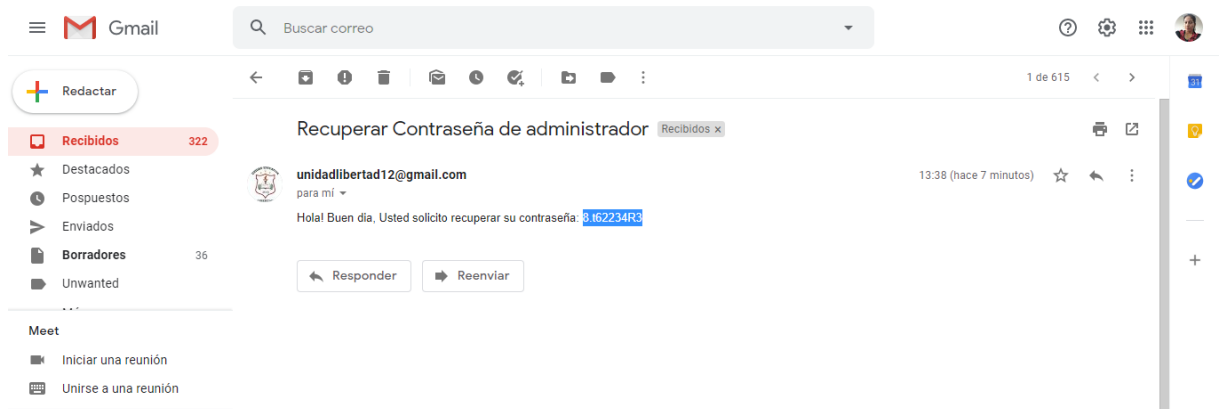 Gmail
Buscar correo
Redactar
1 de 615
Recibidos 322
Destacados
Pospuestos
Enviados
Borradores 36
Unwanted
Meet
Iniciar una reunión
Unirse a una reunión
Recuperar Contraseña de administrador Recibidos x
unidadlibertad12@gmail.com 13:38 (hace 7 minutos)
para mí
Hola! Buen dia, Usted solicito recuperar su contraseña: 8.t62234R3
Responder Reenviar
31